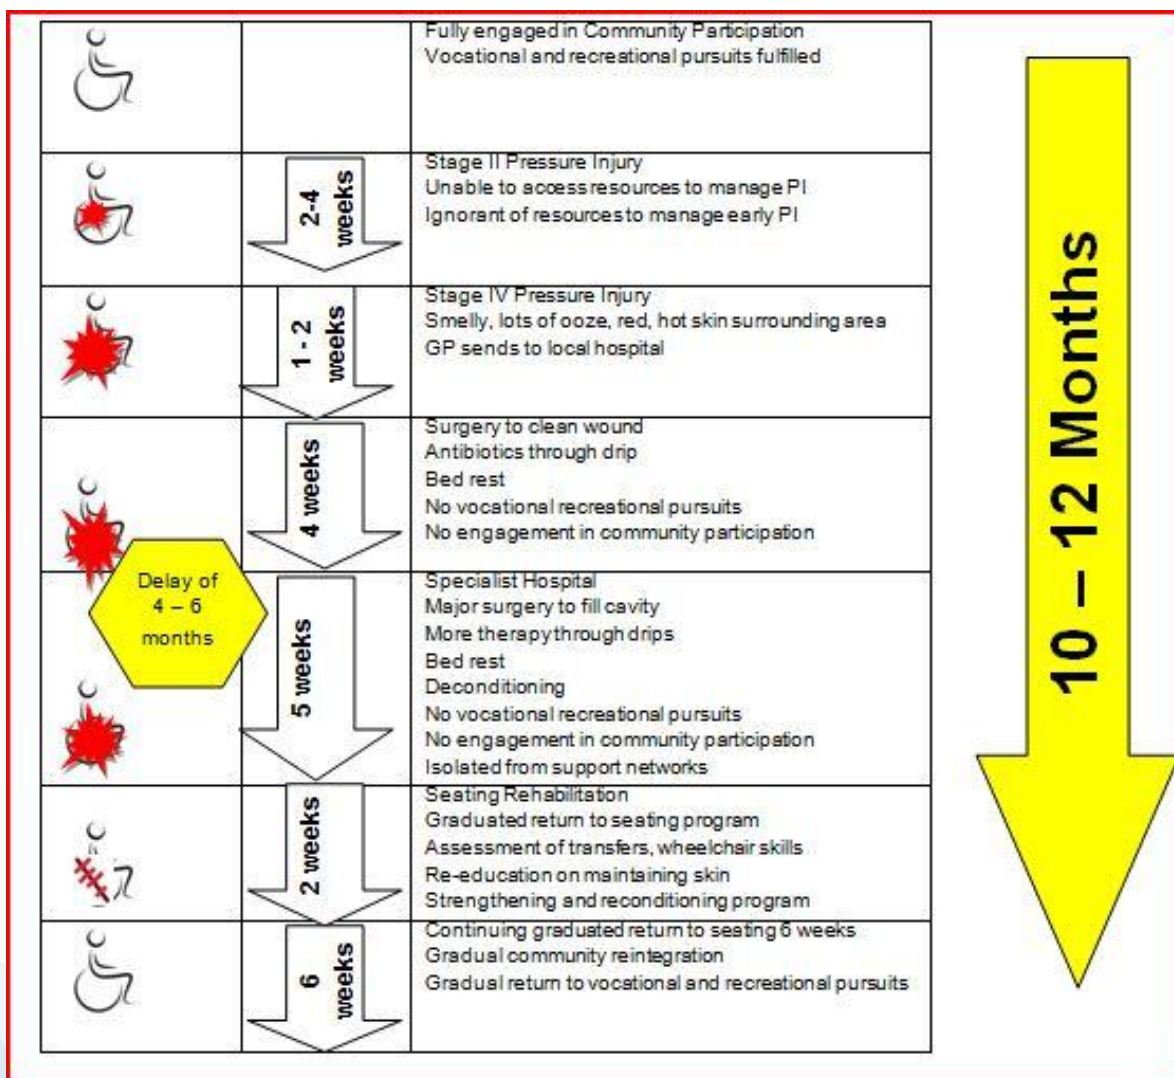 Fully engaged in Community Participation
Vocational and recreational pursuits fulfilled
2-4
weeks
Stage II Pressure Injury
Unable to access resources to manage PI
Ignorant of resources to manage early PI
1 - 2
weeks
Stage IV Pressure Injury
Smelly, lots of ooze, red, hot skin surrounding area
GP sends to local hospital
4 weeks
Surgery to clean wound
Antibiotics through drip
Bed rest
No vocational recreational pursuits
No engagement in community participation
Delay of
4 – 6
months
5 weeks
Specialist Hospital
Major surgery to fill cavity
More therapy through drips
Bed rest
Deconditioning
No vocational recreational pursuits
No engagement in community participation
Isolated from support networks
2 weeks
Seating Rehabilitation
Graduated return to seating program
Assessment of transfers, wheelchair skills
Re-education on maintaining skin
Strengthening and reconditioning program
6
weeks
Continuing graduated return to seating 6 weeks
Gradual community reintegration
Gradual return to vocational and recreational pursuits
10 – 12 Months